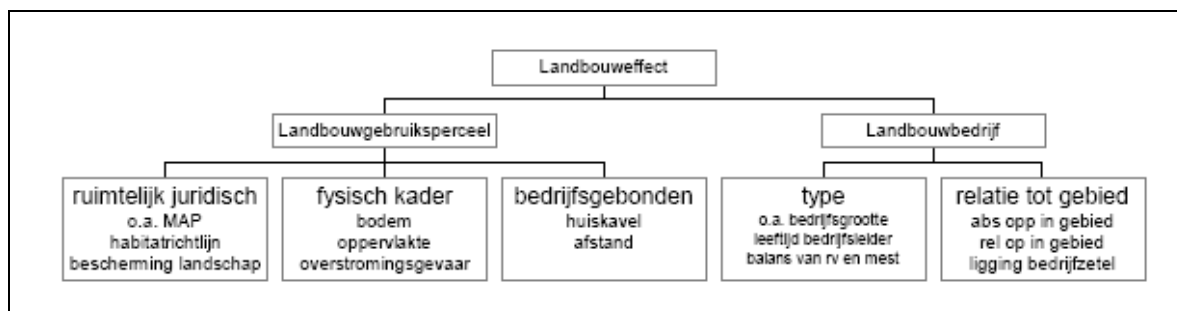 Landbouweffect
Landbouwgebruiksperceel
Landbouwbedrijf
ruimtelijk juridisch
o.a. MAP
habitatrichtlijn
bescherming landschap
fysisch kader
bodem
oppervlakte
overstromingsgevaar
bedrijfsgebonden
huiskavel
afstand
type
o.a. bedrijfsgrootte
leeftijd bedrijfsleider
balans van rv en mest
relatie tot gebied
abs opp in gebied
rel op in gebied
ligging bedrijfzetel